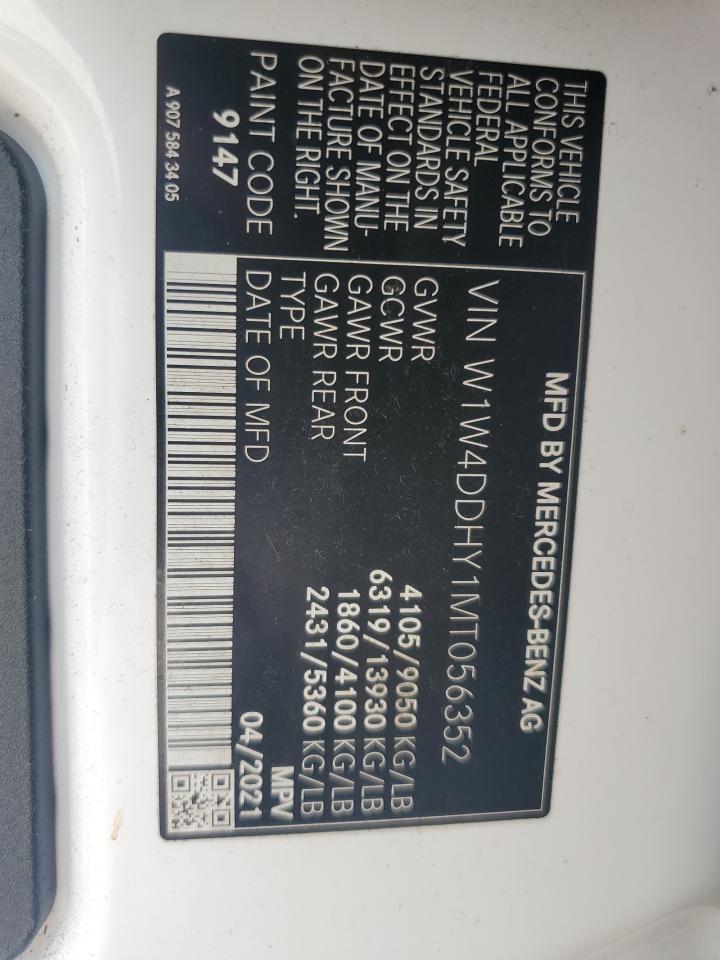 THIS VEHICLE
CONFORMS TO
ALL APPLICABLE
FEDERAL
VEHICLE SAFETY
STANDARDS IN
EFFECT ON THE
DATE OF MANU-
FACTURE SHOWN
ON THE RIGHT.
PAINT CODE
9147
A 907 584 34 05
MFD BY MERCEDES-BENZ AG
VIN W1W4DDHY1MT056352
GVWR 4105/9050 KG/LB
GCWR 6319/13930 KG/LB
GAWR FRONT 1860/4100 KG/LB
GAWR REAR 2431/5360 KG/LB
TYPE MPV
DATE OF MFD 04/2021